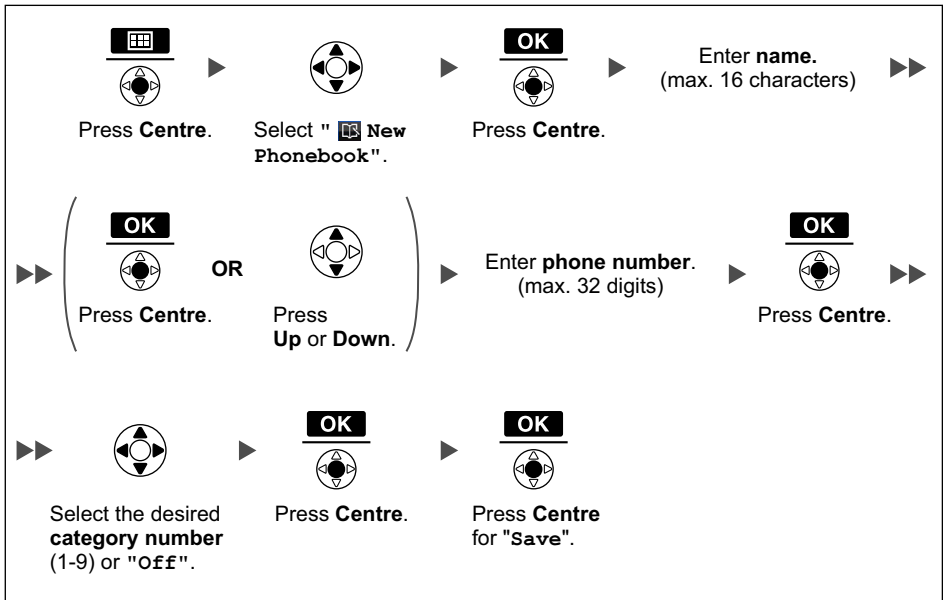 Press Centre.
Select " New
Phonebook".
OK
Press Centre.
Enter name.
(max. 16 characters)
OK
Press Centre.
OR
Press
Up or Down.
Enter phone number.
(max. 32 digits)
OK
Press Centre.
Select the desired
category number
(1-9) or "Off".
OK
Press Centre.
OK
Press Centre
for "Save".